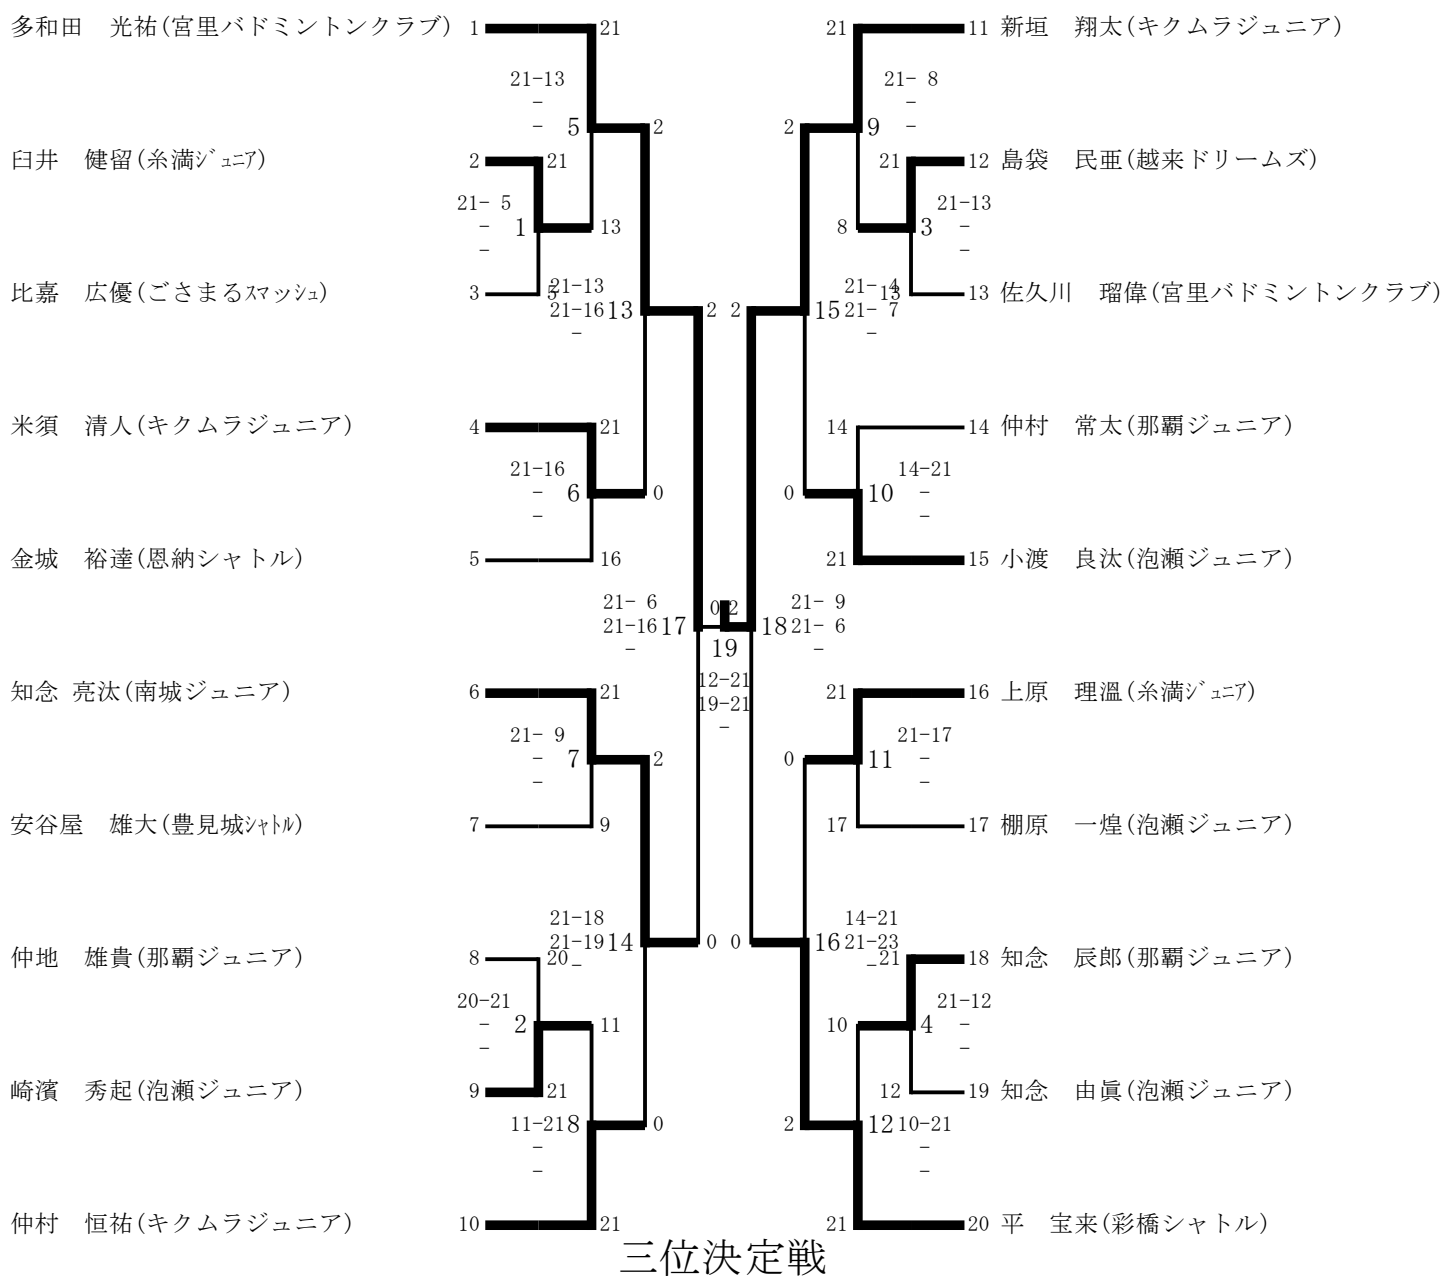 多和田　光祐(宮里バドミントンクラブ) 1 21 21 11 新垣　翔太(キクムラジュニア)
21-13 21- 8
- -
- 5 2 2 9 -
臼井　健留(糸満ジュニア) 2 21 21 12 島袋　民亜(越来ドリームズ)
21- 5 21-13
- -
- 1 13 8 3 -
比嘉　広優(ごさまるスマッシュ) 3 5 21-13 21- 4 13 13 佐久川　瑠偉(宮里バドミントンクラブ)
21-16 13 2 2 15 21- 7
- -
米須　清人(キクムラジュニア) 4 21 14 14 仲村　常太(那覇ジュニア)
21-16 14-21
- -
- 6 0 0 10 -
金城　裕達(恩納シャトル) 5 16 21 15 小渡　良汰(泡瀬ジュニア)
21- 6 0 2 21- 9
21-16 17 18 21- 6
- 19 -
12-21
19-21
-
知念 亮汰(南城ジュニア) 6 21 21 16 上原　理温(糸満ジュニア)
21- 9 21-17
- -
- 7 2 0 11 -
安谷屋　雄大(豊見城シャトル) 7 9 17 17 棚原　一煌(泡瀬ジュニア)
21-18 14-21
21-19 14 0 0 16 21-23
- -
仲地　雄貴(那覇ジュニア) 8 20 21 18 知念　辰郎(那覇ジュニア)
20-21 21-12
- -
- 2 11 10 4 -
崎濱　秀起(泡瀬ジュニア) 9 21 12 19 知念　由眞(泡瀬ジュニア)
11-21 8 0 2 12 10-21
- -
- -
仲村　恒祐(キクムラジュニア) 10 21 21 20 平　宝来(彩橋シャトル)
三位決定戦